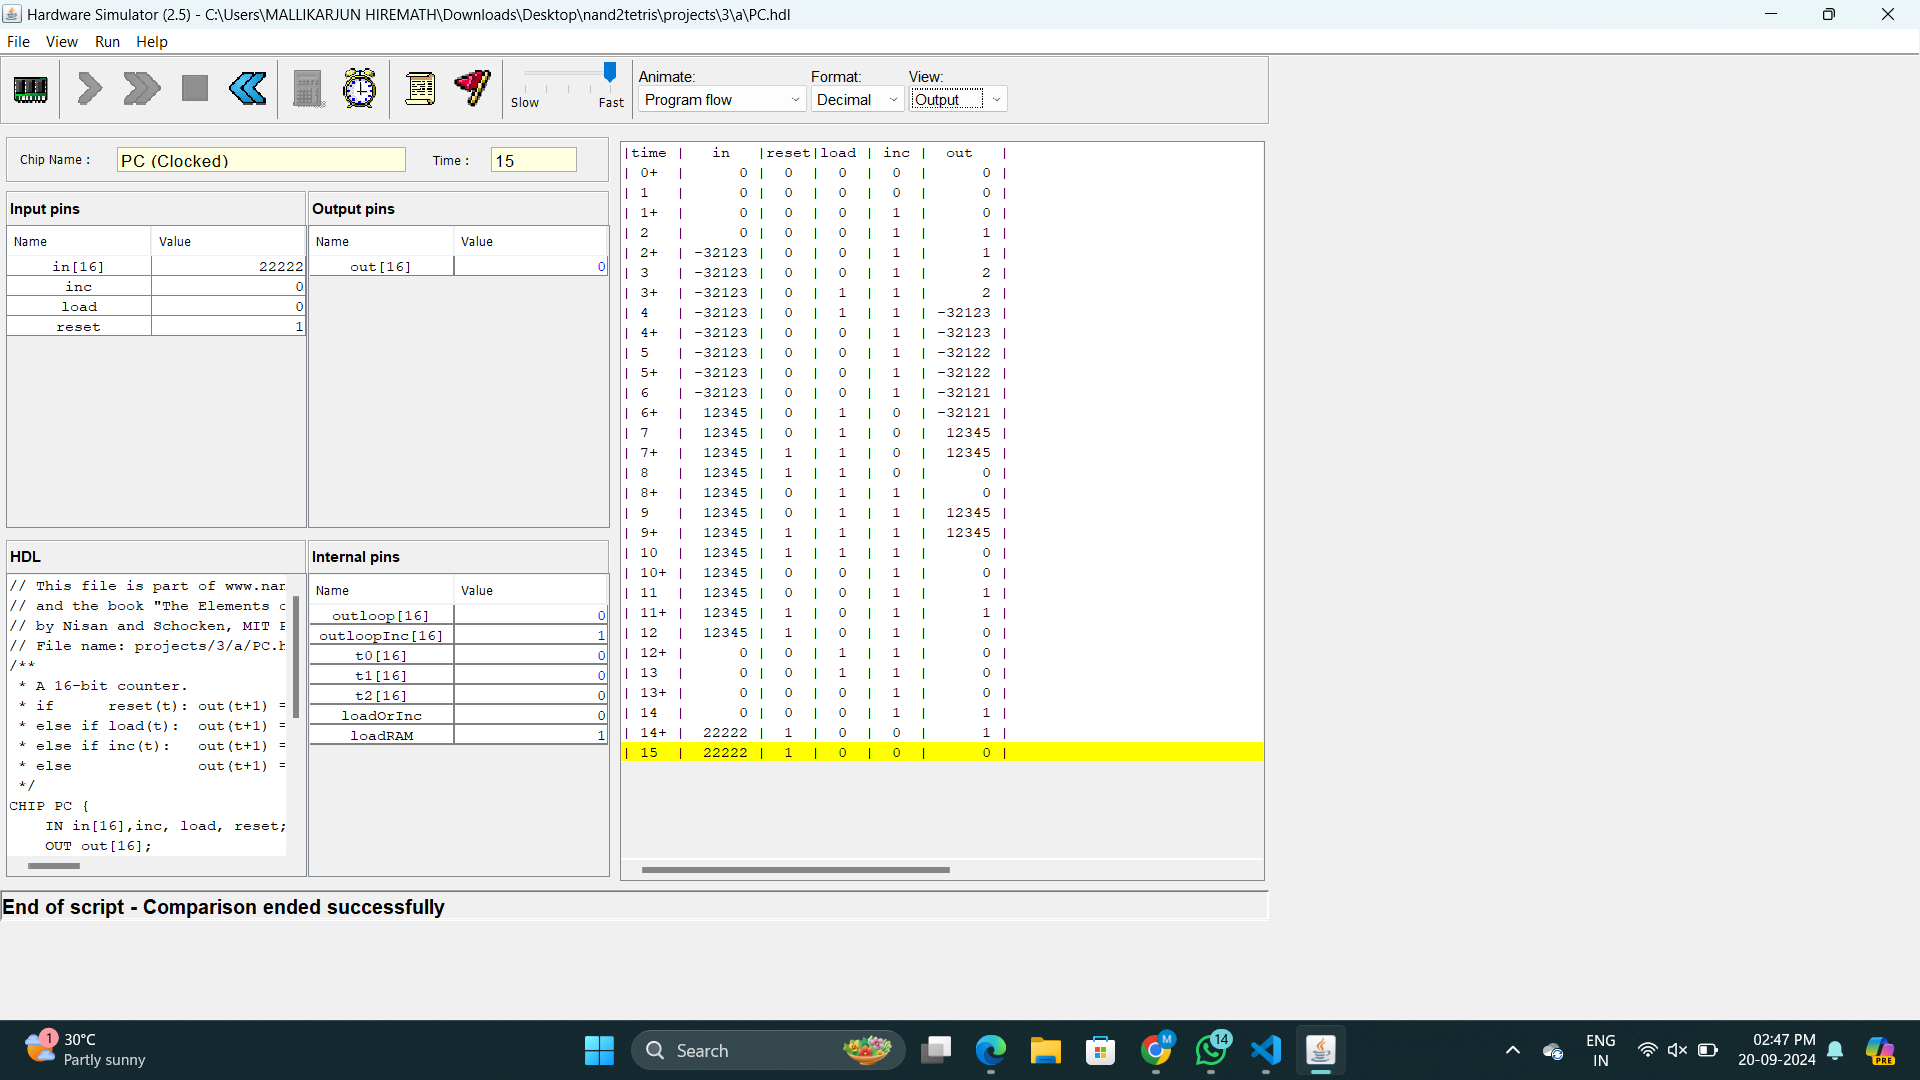 Hardware Simulator (2.5) - C:\Users\MALLIKARJUN HIREMATH\Downloads\Desktop\nand2tetris\projects\3\a\PC.hdl
File View Run Help
Slow Fast
Animate: Format: View:
Program flow Decimal Output
Chip Name : PC (Clocked) Time : 15
Input pins
Name Value
in[16] 22222
inc 0
load 0
reset 1
Output pins
Name Value
out[16] 0
HDL
// This file is part of www.nan
// and the book "The Elements o
// by Nisan and Schocken, MIT P
// File name: projects/3/a/PC.h
/**
* A 16-bit counter.
* if reset(t): out(t+1) =
* else if load(t): out(t+1) =
* else if inc(t): out(t+1) =
* else out(t+1) =
*/
CHIP PC {
IN in[16],inc, load, reset;
OUT out[16];
Internal pins
Name Value
outloop[16] 0
outloopInc[16] 1
t0[16] 0
t1[16] 0
t2[16] 0
loadOrInc 0
loadRAM 1
|time | in |reset|load | inc | out |
| 0+ | 0 | 0 | 0 | 0 | 0 |
| 1 | 0 | 0 | 0 | 0 | 0 |
| 1+ | 0 | 0 | 0 | 1 | 0 |
| 2 | 0 | 0 | 0 | 1 | 1 |
| 2+ | -32123 | 0 | 0 | 1 | 1 |
| 3 | -32123 | 0 | 0 | 1 | 2 |
| 3+ | -32123 | 0 | 1 | 1 | 2 |
| 4 | -32123 | 0 | 1 | 1 | -32123 |
| 4+ | -32123 | 0 | 0 | 1 | -32123 |
| 5 | -32123 | 0 | 0 | 1 | -32122 |
| 5+ | -32123 | 0 | 0 | 1 | -32122 |
| 6 | -32123 | 0 | 0 | 1 | -32121 |
| 6+ | 12345 | 0 | 1 | 0 | -32121 |
| 7 | 12345 | 0 | 1 | 0 | 12345 |
| 7+ | 12345 | 1 | 1 | 0 | 12345 |
| 8 | 12345 | 1 | 1 | 0 | 0 |
| 8+ | 12345 | 0 | 1 | 1 | 0 |
| 9 | 12345 | 0 | 1 | 1 | 12345 |
| 9+ | 12345 | 1 | 1 | 1 | 12345 |
| 10 | 12345 | 1 | 1 | 1 | 0 |
| 10+ | 12345 | 0 | 0 | 1 | 0 |
| 11 | 12345 | 0 | 0 | 1 | 1 |
| 11+ | 12345 | 1 | 0 | 1 | 1 |
| 12 | 12345 | 1 | 0 | 1 | 0 |
| 12+ | 0 | 0 | 1 | 1 | 0 |
| 13 | 0 | 0 | 1 | 1 | 0 |
| 13+ | 0 | 0 | 0 | 1 | 0 |
| 14 | 0 | 0 | 0 | 1 | 1 |
| 14+ | 22222 | 1 | 0 | 0 | 1 |
| 15 | 22222 | 1 | 0 | 0 | 0 |
End of script - Comparison ended successfully
1
30°C
Partly sunny
Search
M
14
ENG
IN
02:47 PM
20-09-2024
PRE